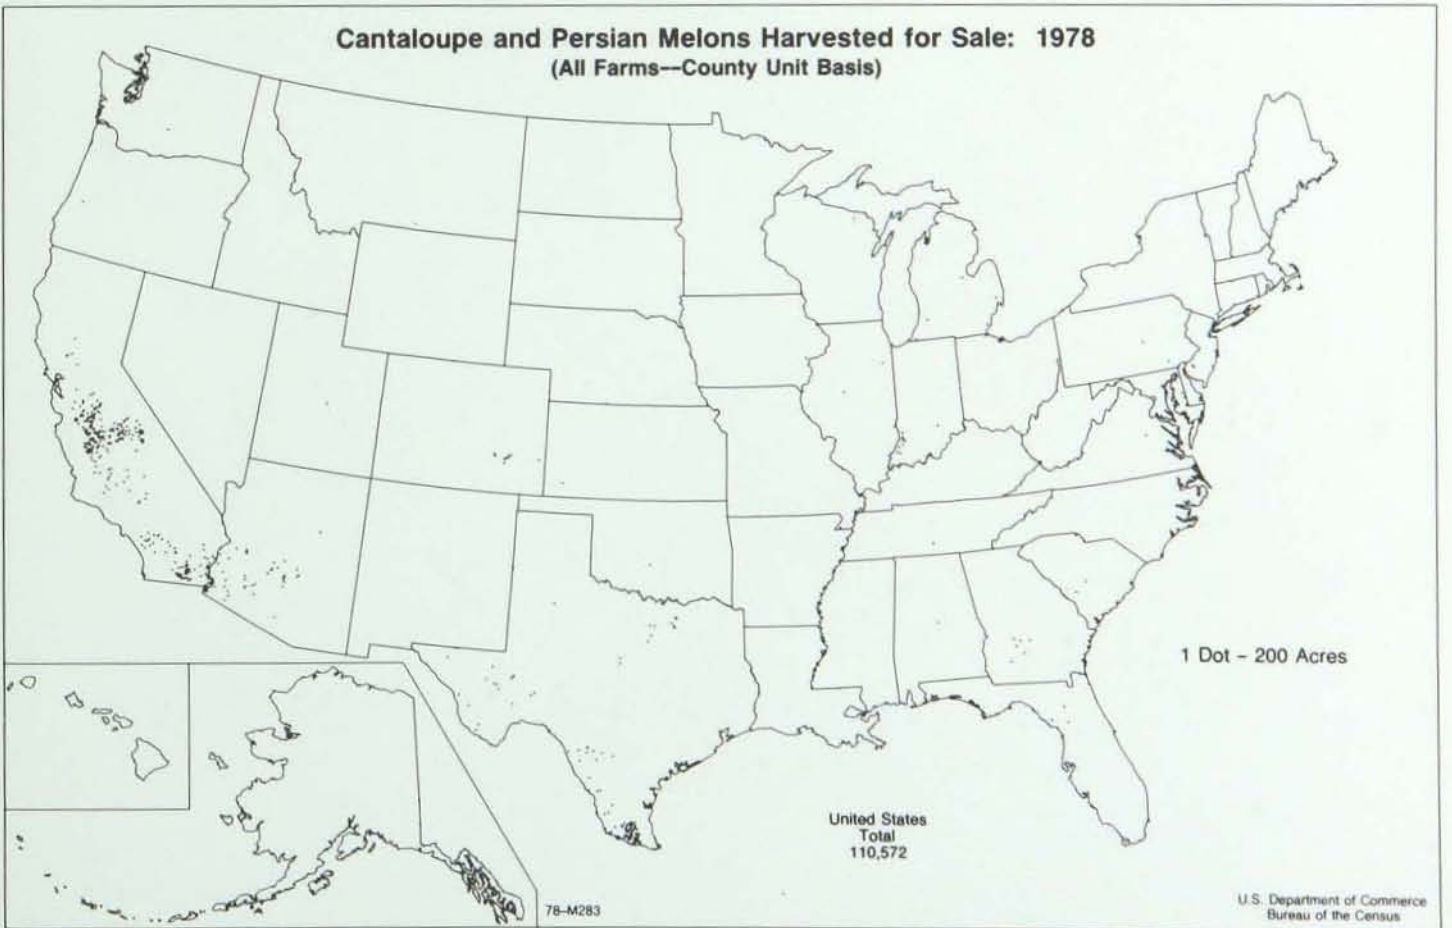 Cantaloupe and Persian Melons Harvested for Sale: 1978
(All Farms--County Unit Basis)
1 Dot - 200 Acres
United States
Total
110,572
78-M283
U.S. Department of Commerce
Bureau of the Census